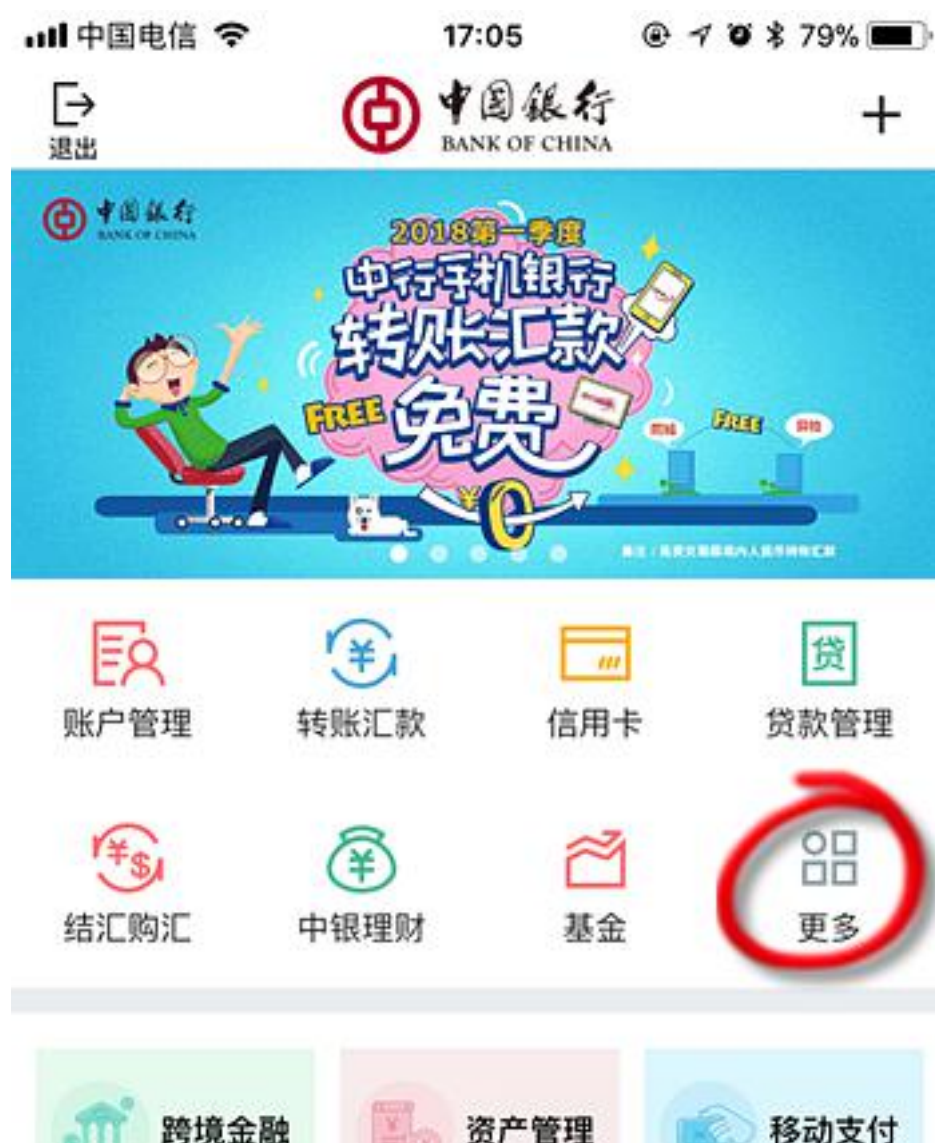 中国电信 17:05 79%
退出
中国銀行
BANK OF CHINA
+
中国銀行
BANK OF CHINA
2018第一季度
中行手机银行
转账汇款
FREE 免费
FREE
¥0
账户管理 转账汇款 信用卡 贷款管理
结汇购汇 中银理财 基金 更多
跨境金融 资产管理 移动支付